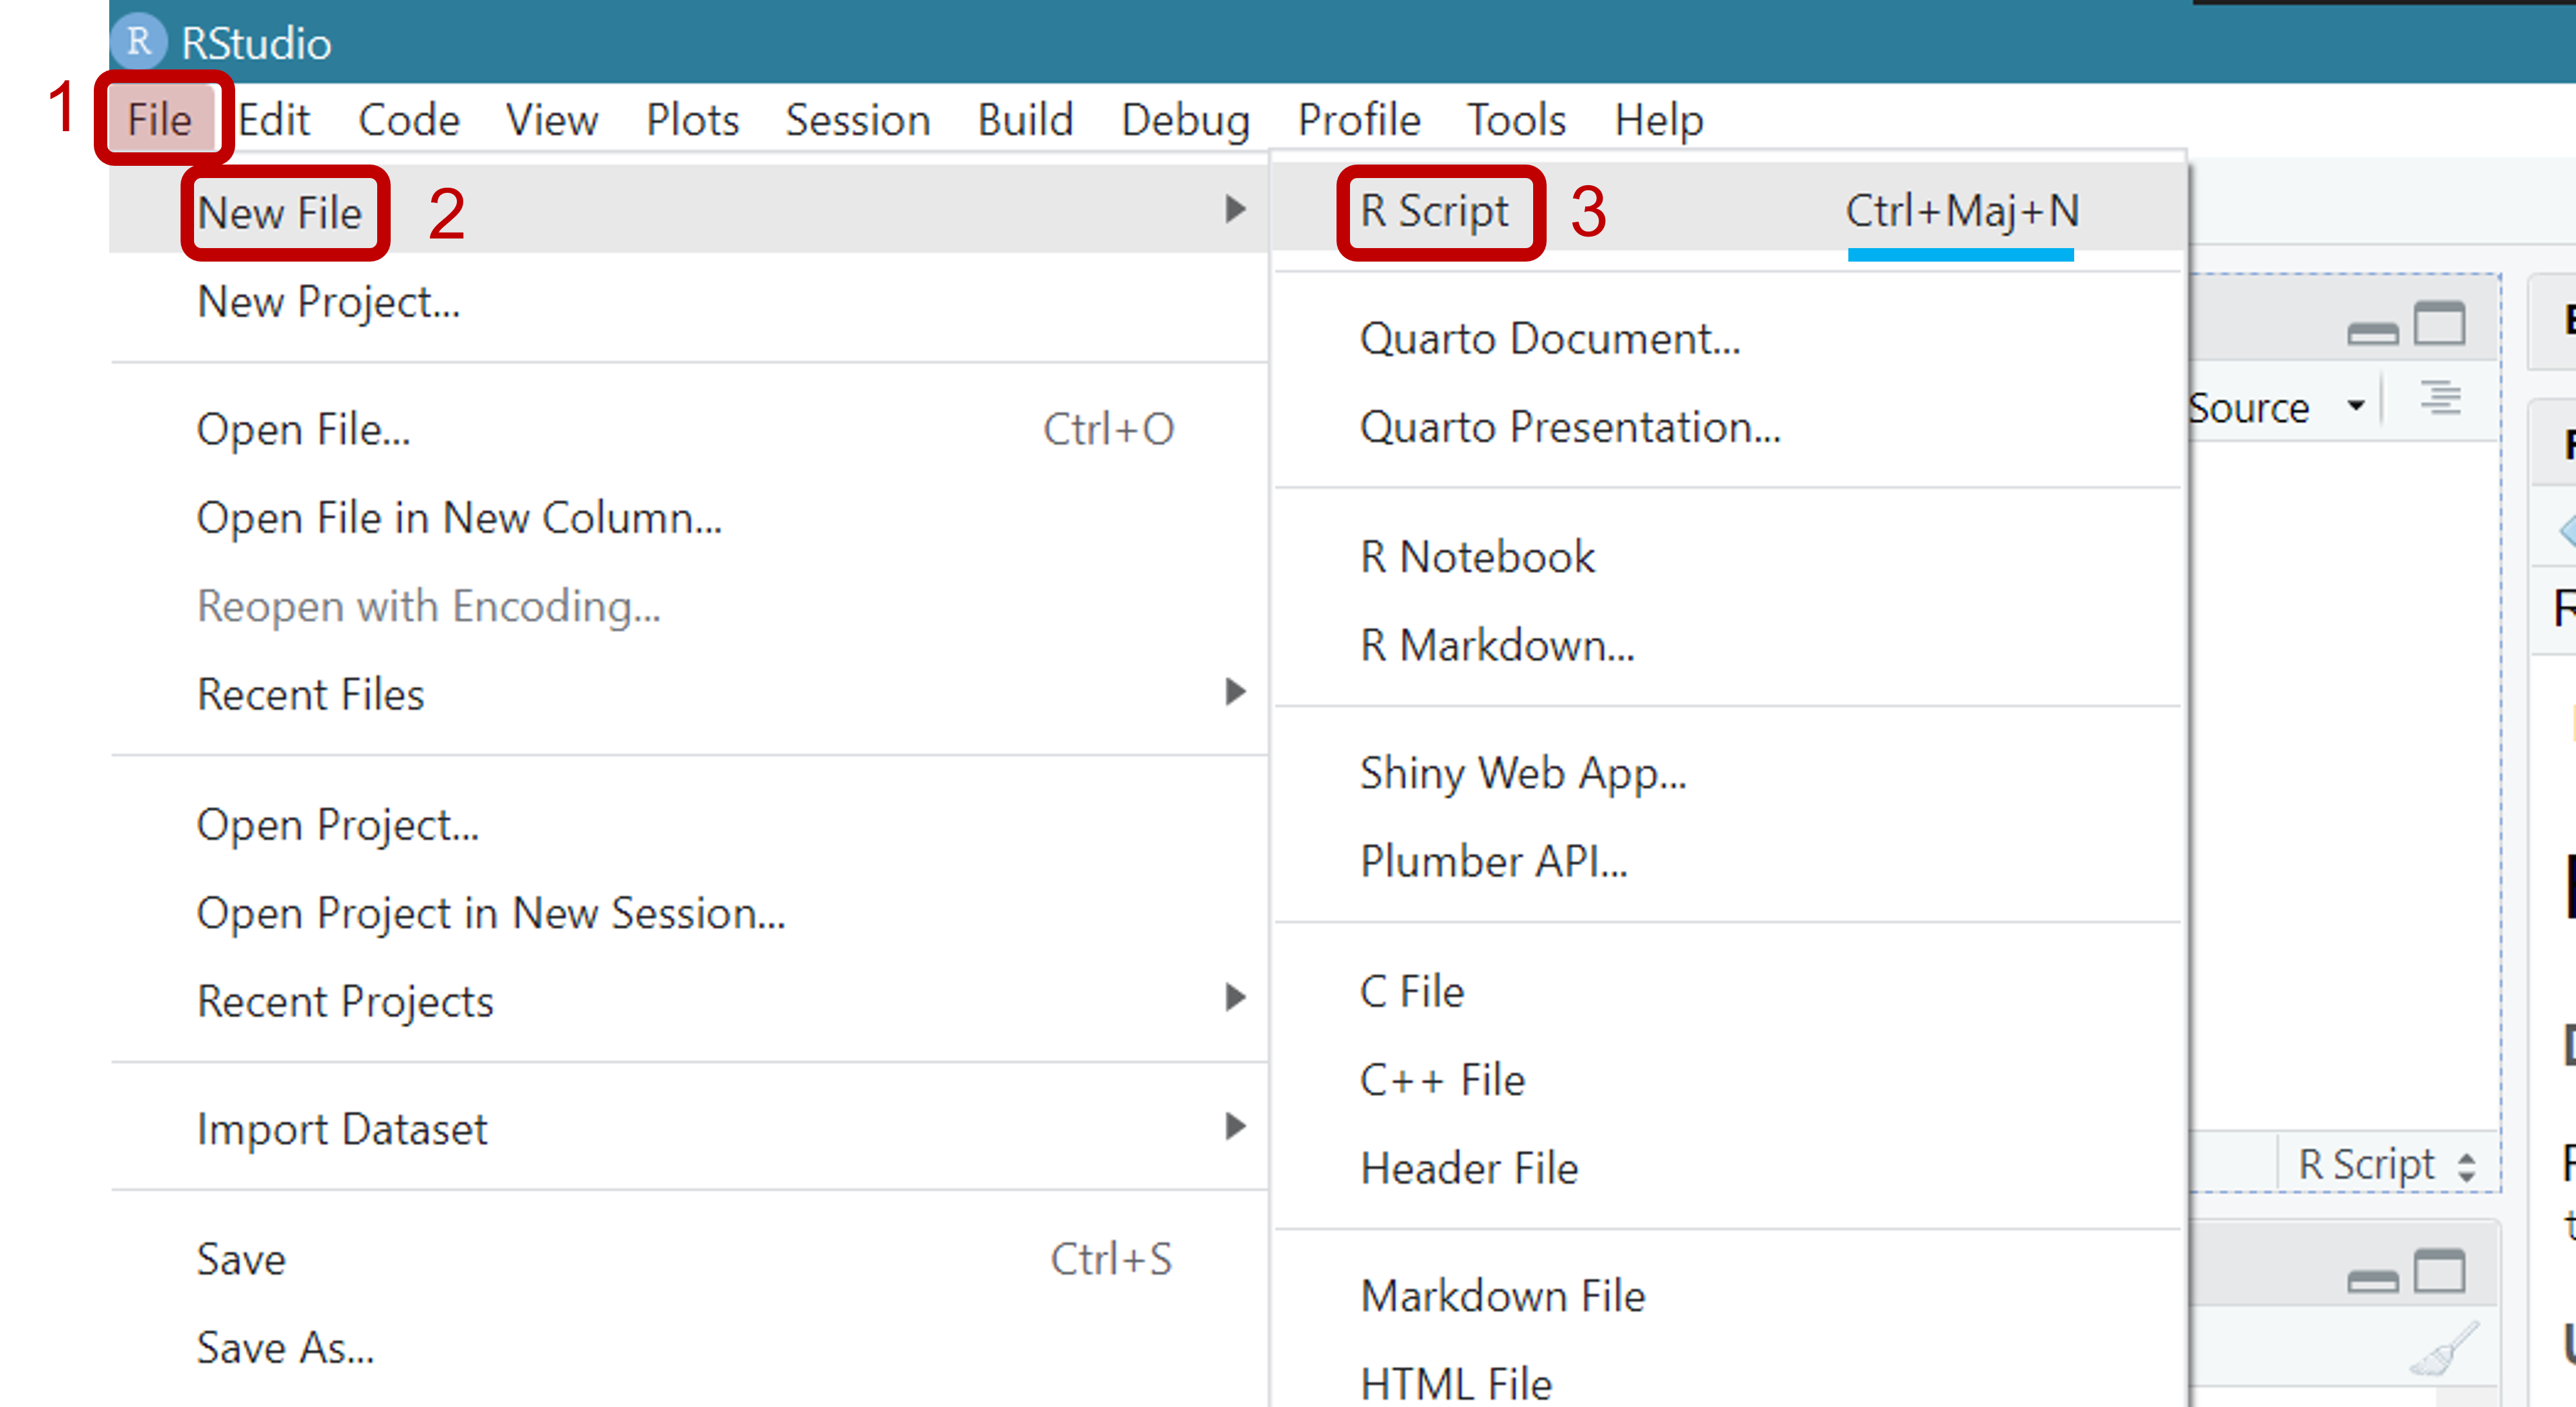 R RStudio
1 File Edit Code View Plots Session Build Debug Profile Tools Help
New File 2
New Project...
Open File... Ctrl+O
Open File in New Column...
Reopen with Encoding...
Recent Files
Open Project...
Open Project in New Session...
Recent Projects
Import Dataset
Save Ctrl+S
Save As...
R Script 3 Ctrl+Maj+N
Quarto Document...
Quarto Presentation...
R Notebook
R Markdown...
Shiny Web App...
Plumber API...
C File
C++ File
Header File
Markdown File
HTML File
Source
R Script